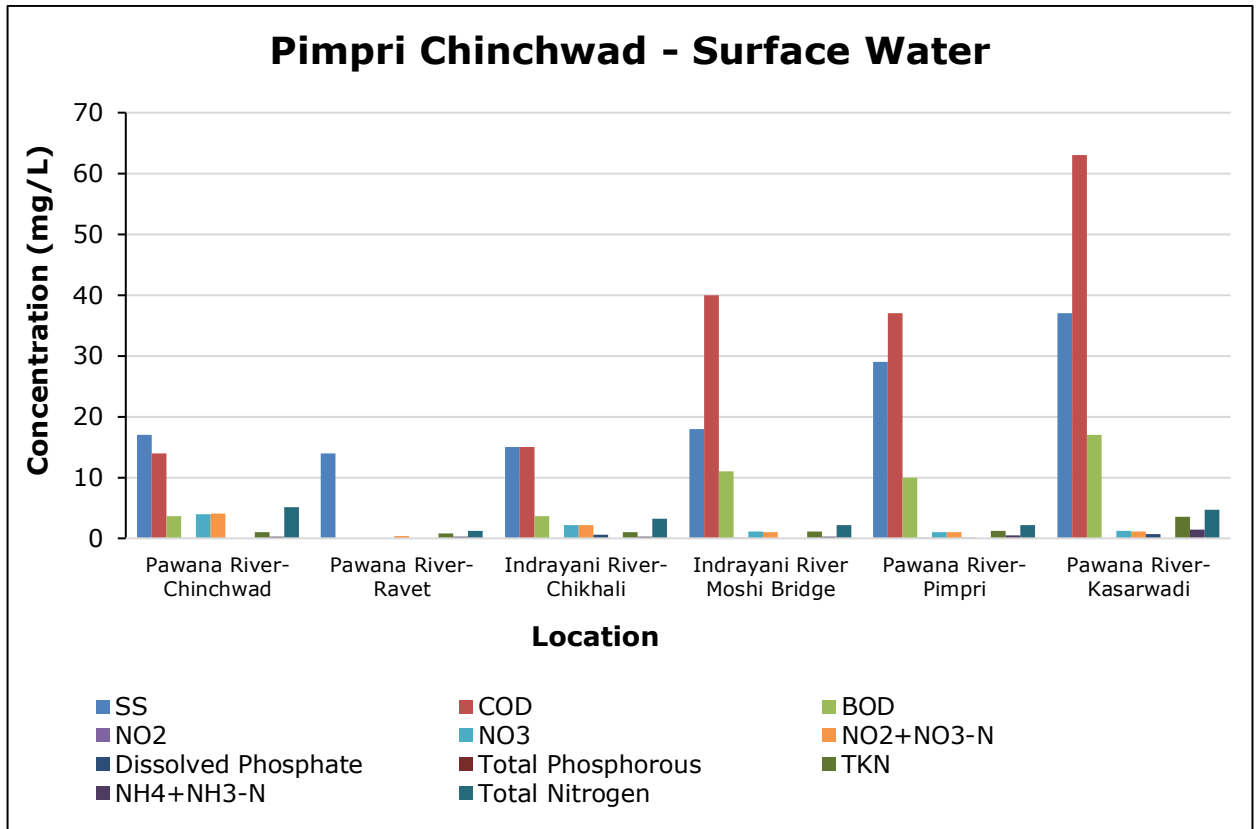 Pimpri Chinchwad - Surface Water
Concentration (mg/L)
70
60
50
40
30
20
10
0
Pawana River-
Chinchwad
Pawana River-
Ravet
Indrayani River-
Chikhali
Indrayani River
Moshi Bridge
Pawana River-
Pimpri
Pawana River-
Kasarwadi
Location
SS
COD
BOD
NO2
NO3
NO2+NO3-N
Dissolved Phosphate
Total Phosphorous
TKN
NH4+NH3-N
Total Nitrogen